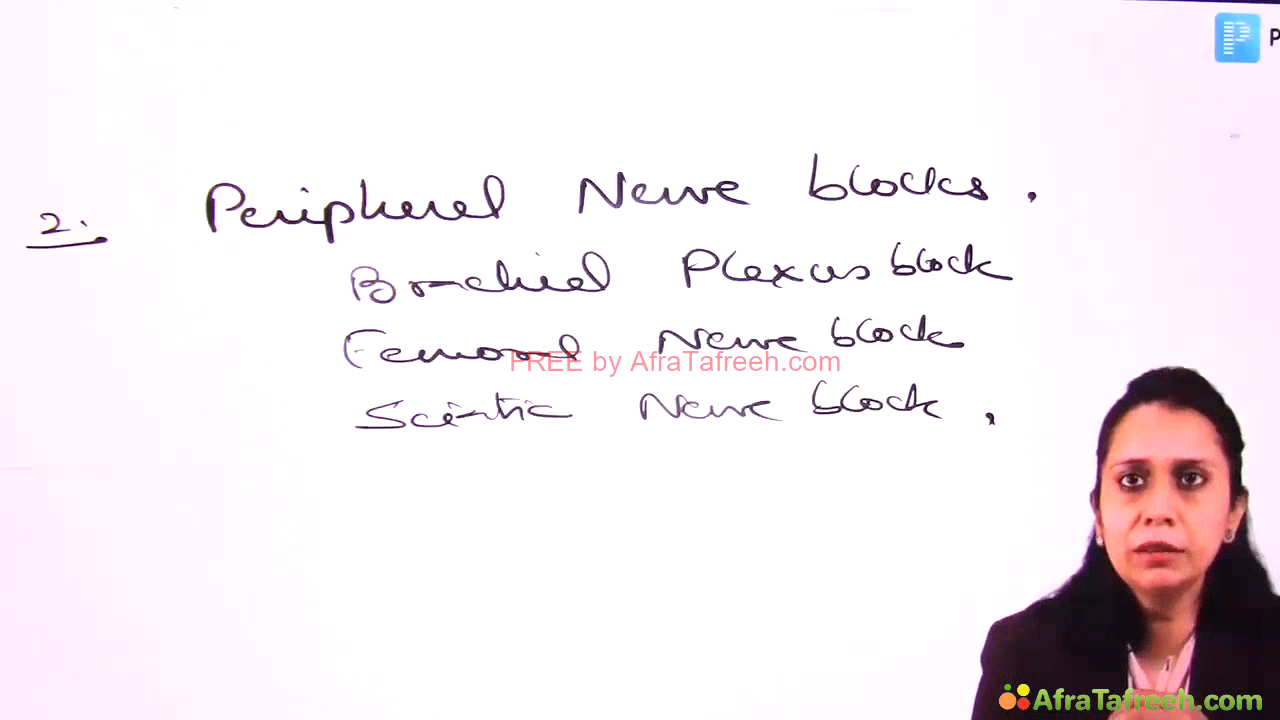 P
2. Peripheral Nerve blocks.
Brachial Plexus block
Femoral Nerve block
FREE by AfraTafreeh.com
Sciatic Nerve block.
AfraTafreeh.com